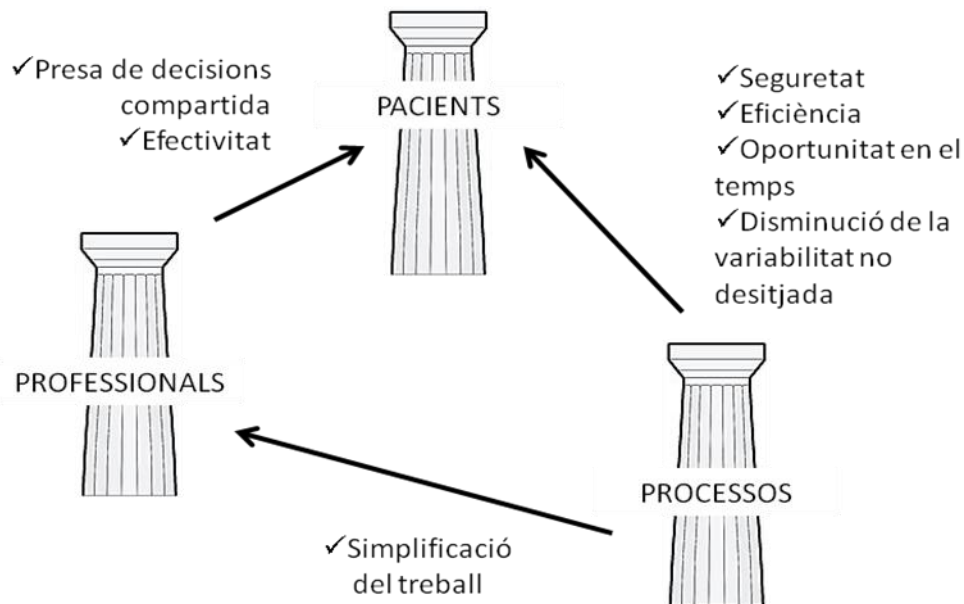 ✓Presa de decisions
compartida
✓Efectivitat
PACIENTS
✓Seguretat
✓Eficiència
✓Oportunitat en el
temps
✓Disminució de la
variabilitat no
desitjada
PROFESSIONALS
PROCESSOS
✓Simplificació
del treball